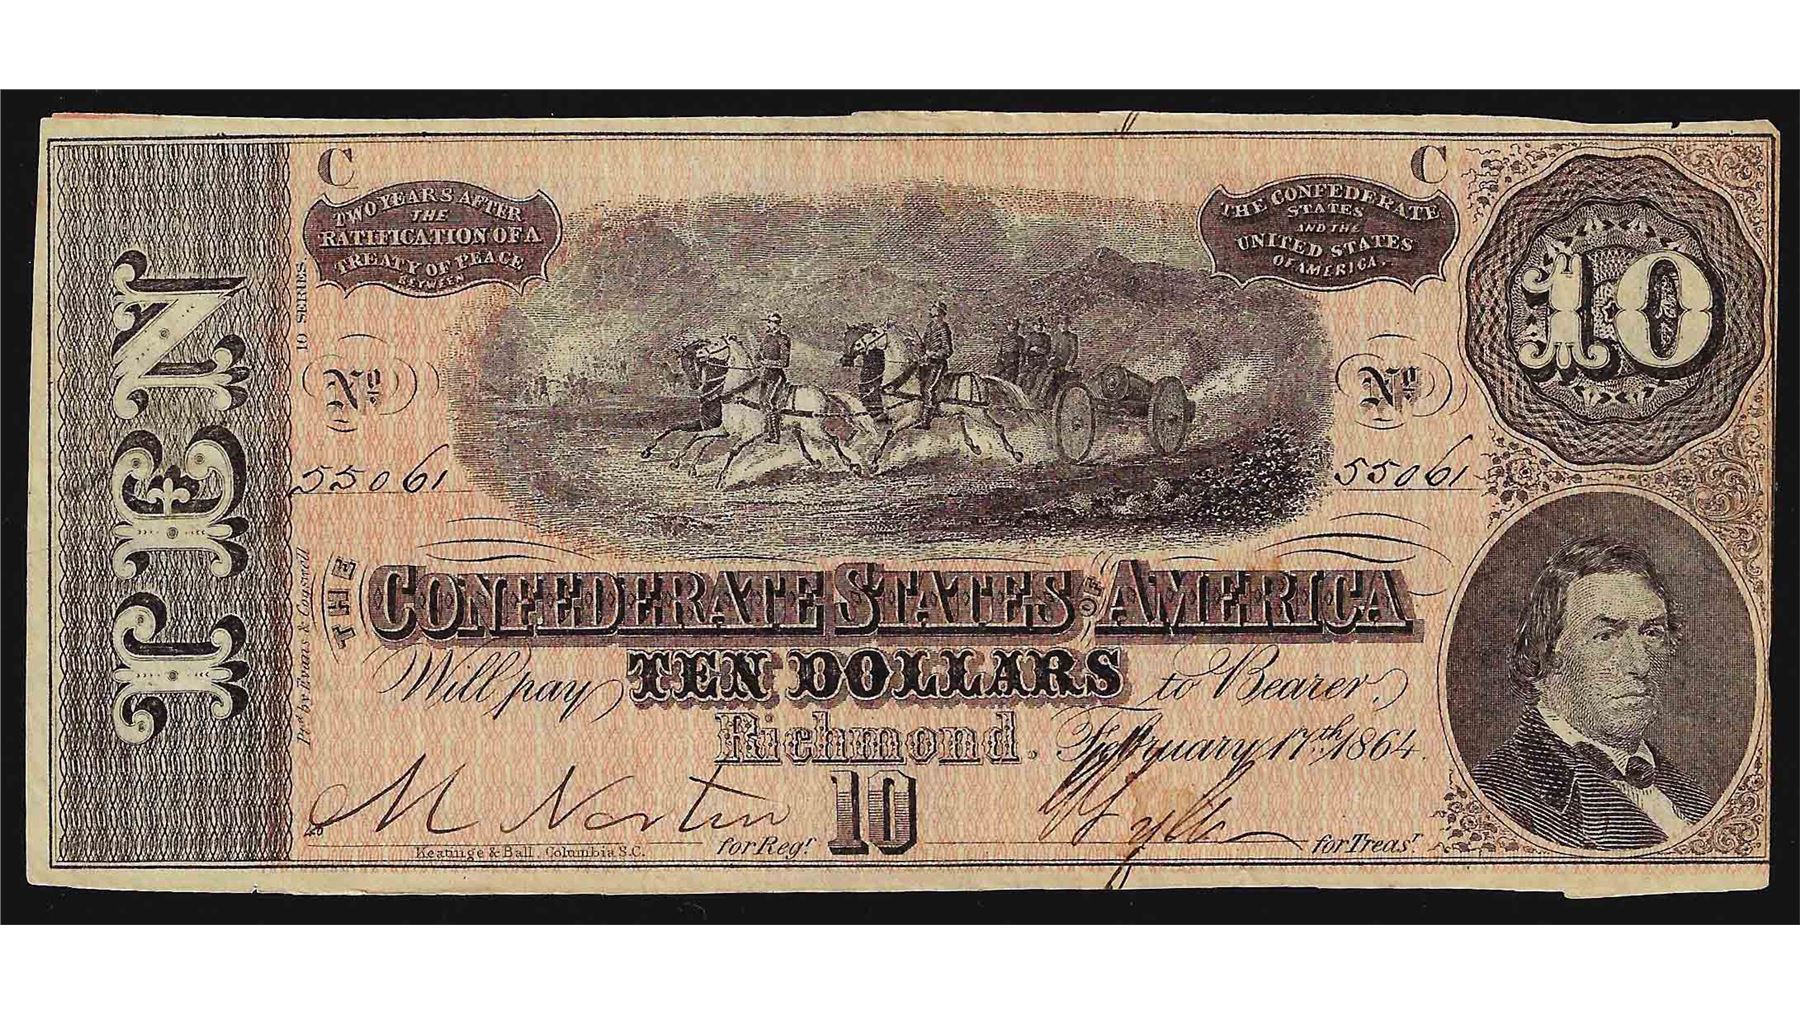 C
C
TWO YEARS AFTER
THE
RATIFICATION OF A
TREATY OF PEACE
BETWEEN
THE CONFEDERATE
STATES
AND THE
UNITED STATES
OF AMERICA.
10
TEN
10 SERIES.
Nº
Nº
55061
55061
THE
CONFEDERATE STATES OF AMERICA
Will pay TEN DOLLARS to Bearer.
Richmond. February 17th 1864.
Ptd by Evans & Cogswell
M Norton
for Regr
10
for Treasr
Keatinge & Ball, Columbia S.C.